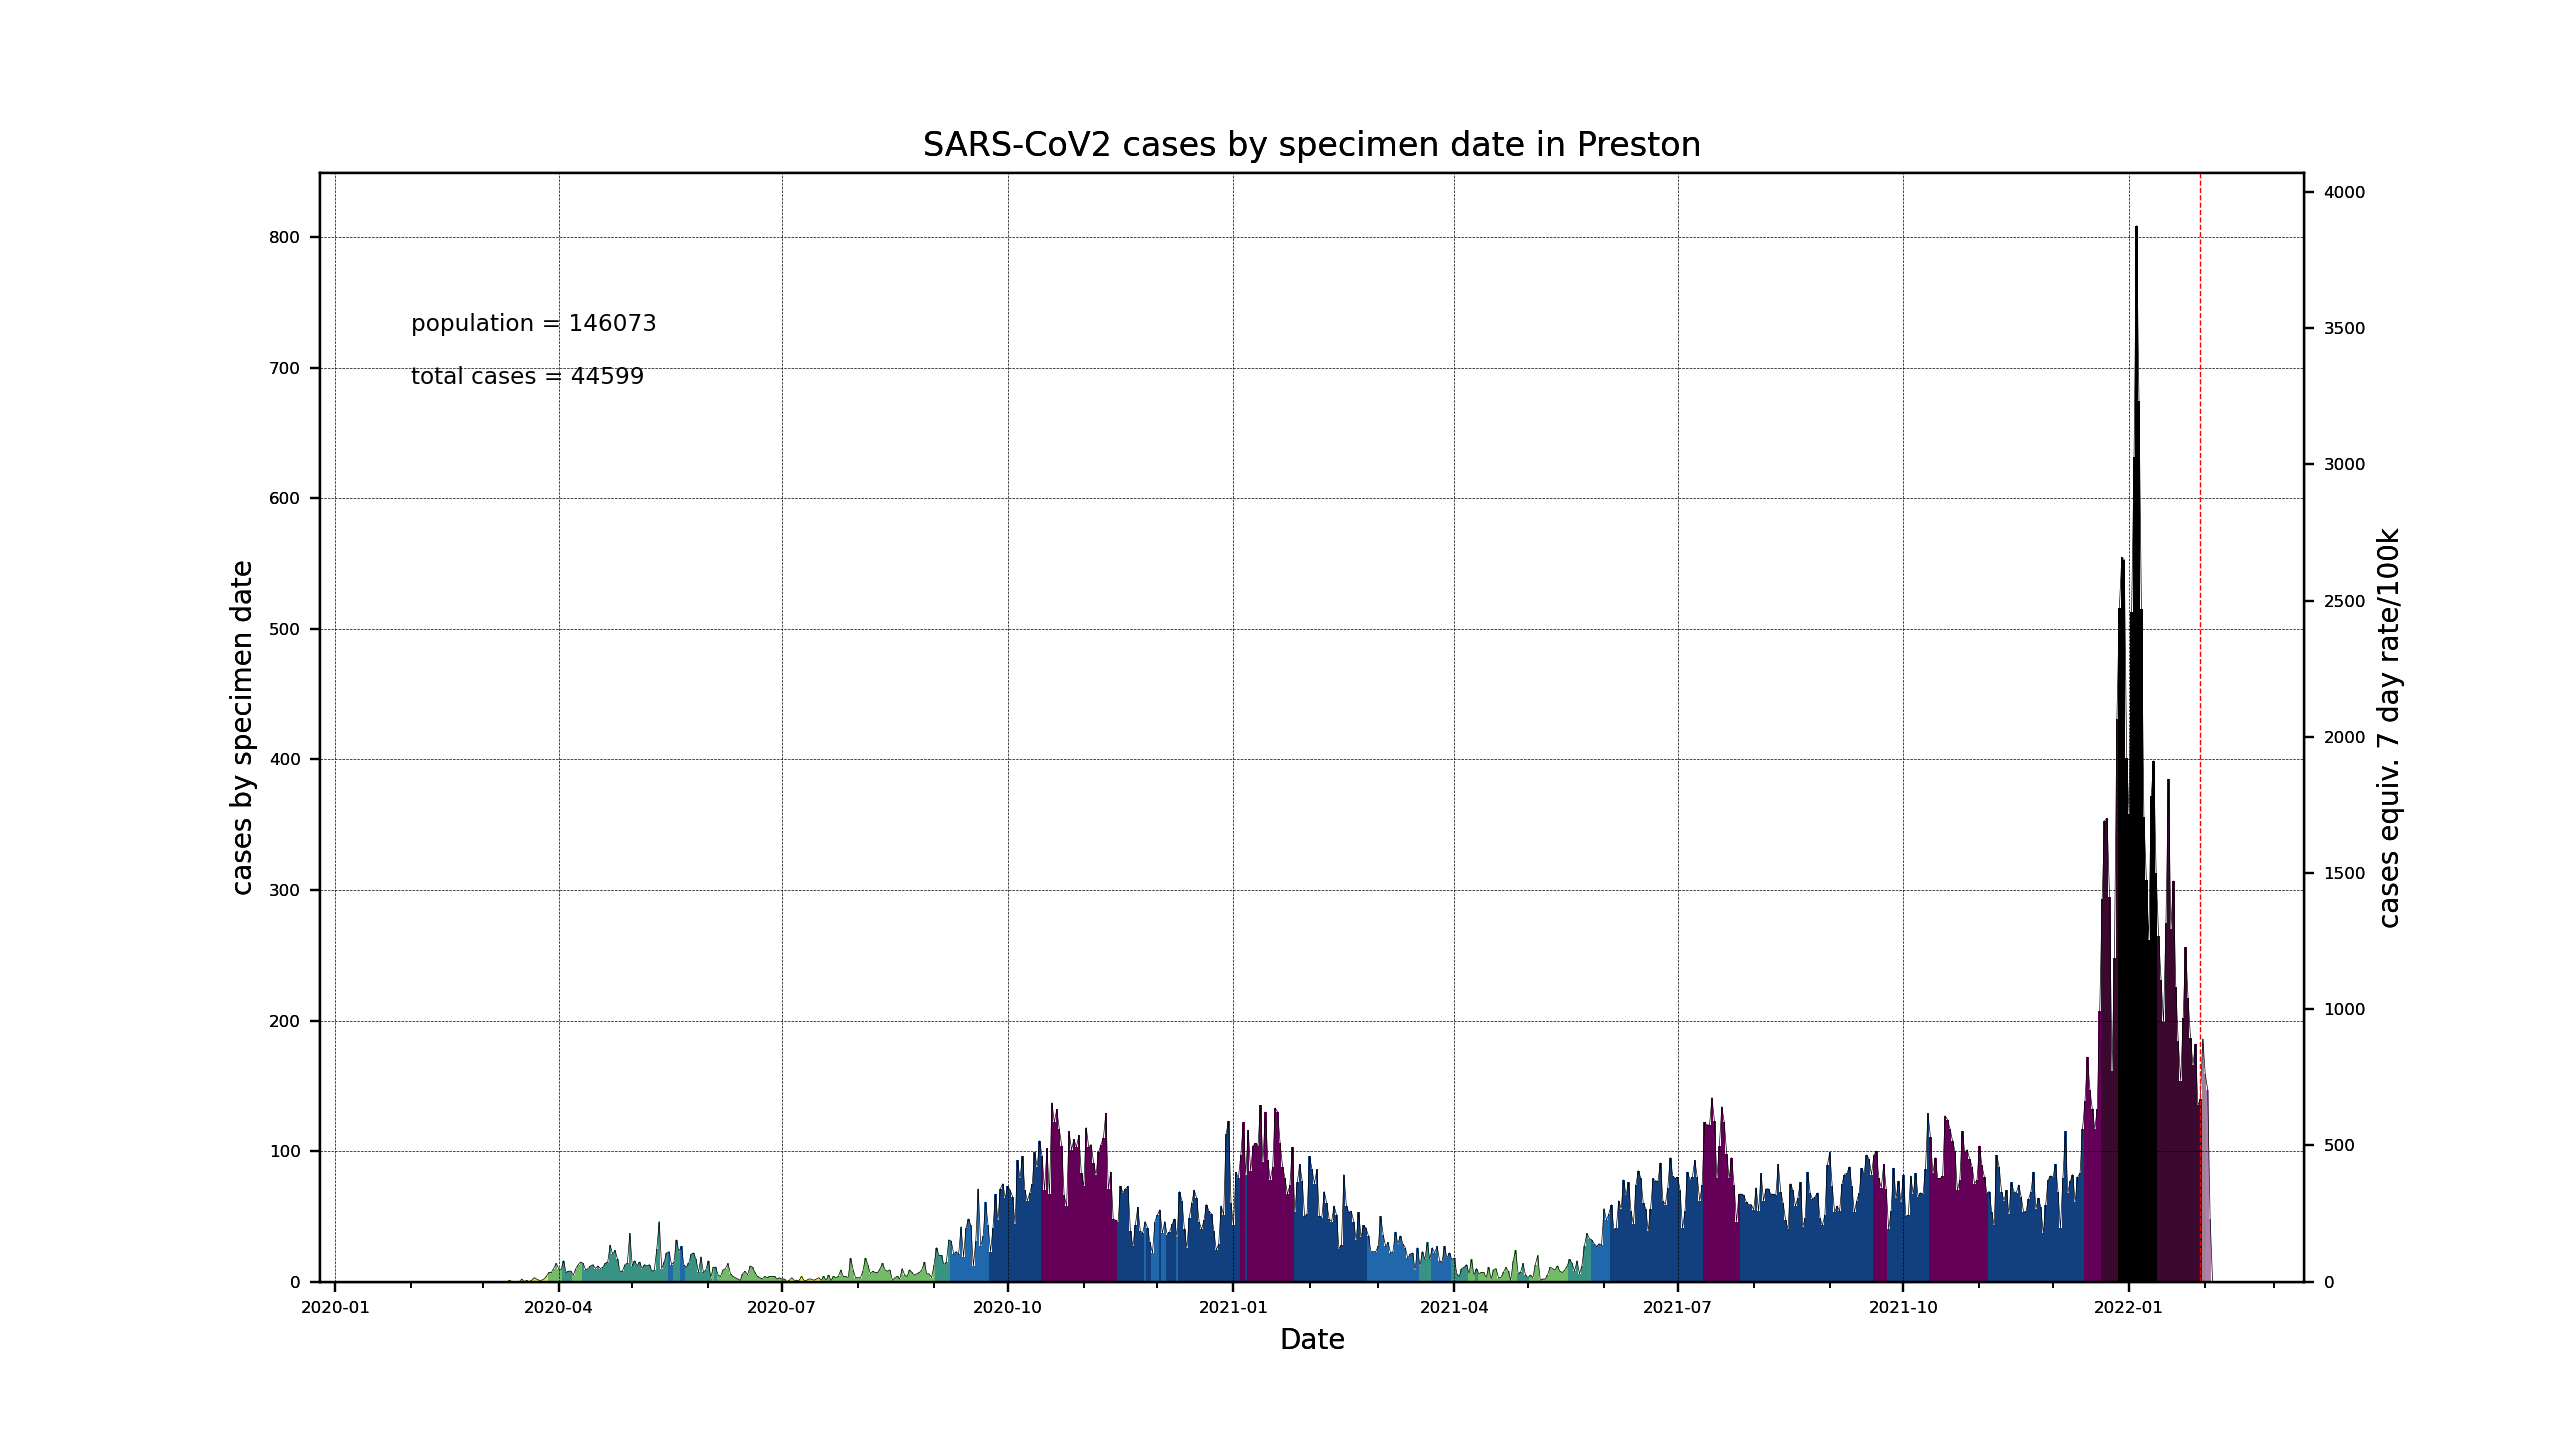 SARS-CoV2 cases by specimen date in Preston
population = 146073
total cases = 44599
cases by specimen date
800
700
600
500
400
300
200
100
0
4000
3500
3000
2500
2000
1500
1000
500
0
cases equiv. 7 day rate/100k
2020-01 2020-04 2020-07 2020-10 2021-01 2021-04 2021-07 2021-10 2022-01
Date